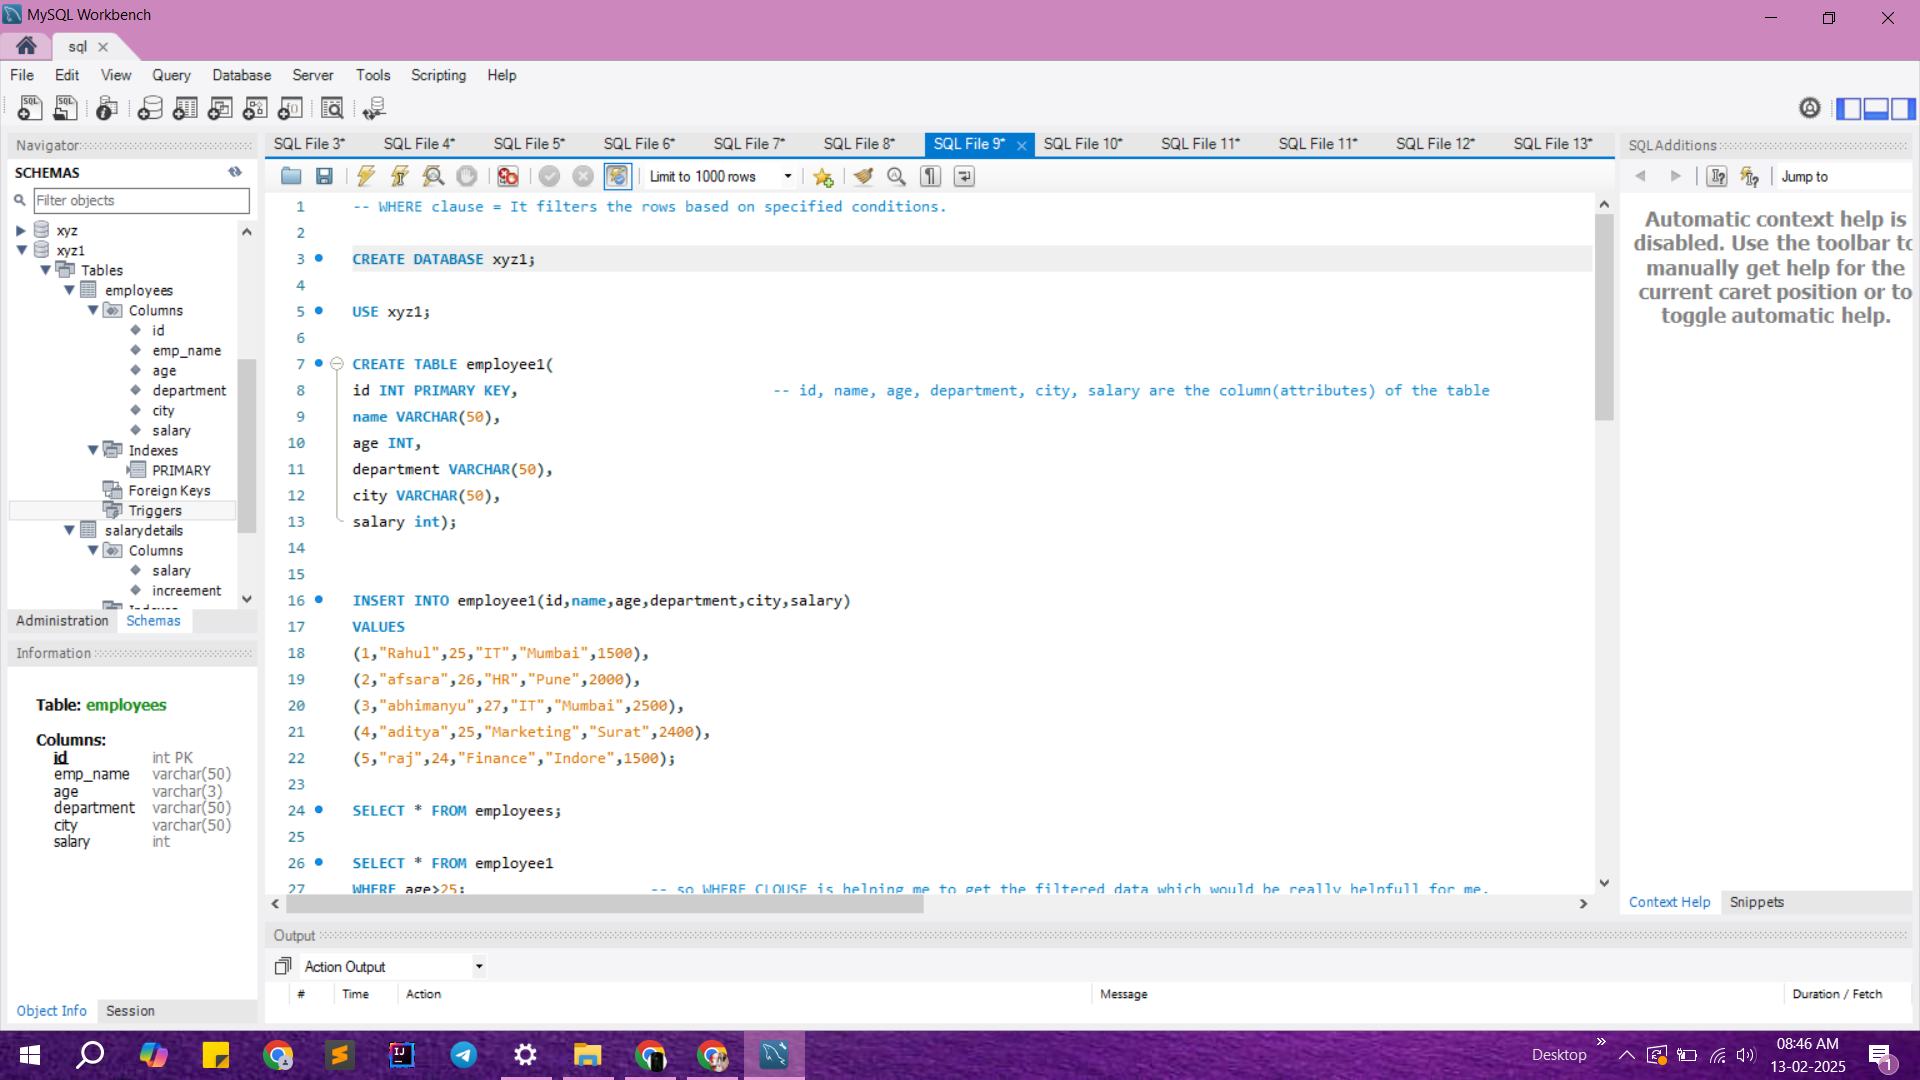 MySQL Workbench
sql
File Edit View Query Database Server Tools Scripting Help
Navigator
SCHEMAS
Filter objects
xyz
xyz1
Tables
employees
Columns
id
emp_name
age
department
city
salary
Indexes
PRIMARY
Foreign Keys
Triggers
salarydetails
Columns
salary
increement
Indexes
Administration Schemas
Information
Table: employees
Columns:
id int PK
emp_name varchar(50)
age varchar(3)
department varchar(50)
city varchar(50)
salary int
Object Info Session
SQL File 3* SQL File 4* SQL File 5* SQL File 6* SQL File 7* SQL File 8* SQL File 9* SQL File 10* SQL File 11* SQL File 11* SQL File 12* SQL File 13*
Limit to 1000 rows
1 -- WHERE clause = It filters the rows based on specified conditions.
2
3 CREATE DATABASE xyz1;
4
5 USE xyz1;
6
7 CREATE TABLE employee1(
8 id INT PRIMARY KEY, -- id, name, age, department, city, salary are the column(attributes) of the table
9 name VARCHAR(50),
10 age INT,
11 department VARCHAR(50),
12 city VARCHAR(50),
13 salary int);
14
15
16 INSERT INTO employee1(id,name,age,department,city,salary)
17 VALUES
18 (1,"Rahul",25,"IT","Mumbai",1500),
19 (2,"afsara",26,"HR","Pune",2000),
20 (3,"abhimanyu",27,"IT","Mumbai",2500),
21 (4,"aditya",25,"Marketing","Surat",2400),
22 (5,"raj",24,"Finance","Indore",1500);
23
24 SELECT * FROM employees;
25
26 SELECT * FROM employee1
27 WHERE age>25; -- so WHERE CLOUSE is helping me to get the filtered data which would be really helpfull for me.
Output
Action Output
# Time Action Message Duration / Fetch
SQLAdditions
Jump to
Automatic context help is
disabled. Use the toolbar to
manually get help for the
current caret position or to
toggle automatic help.
Context Help Snippets
Desktop
08:46 AM
13-02-2025
1